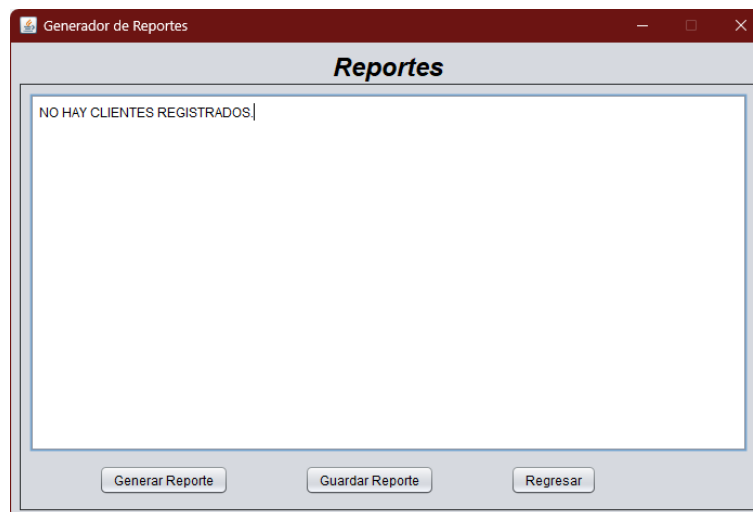 Generador de Reportes
Reportes
NO HAY CLIENTES REGISTRADOS.
Generar Reporte
Guardar Reporte
Regresar